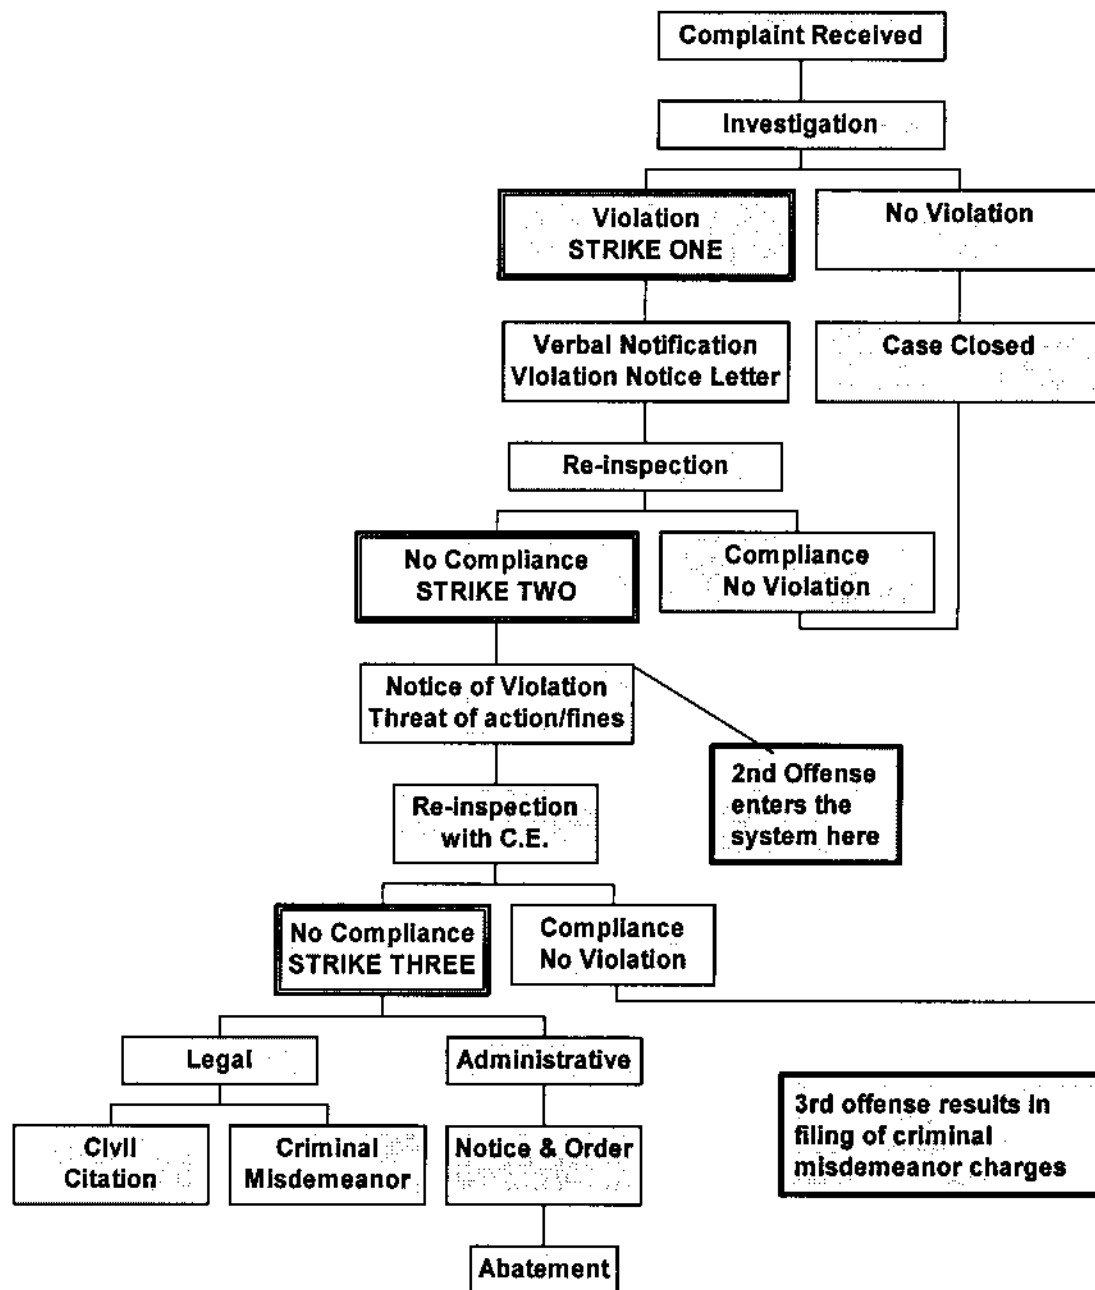 Complaint Received
Investigation
Violation
STRIKE ONE
No Violation
Verbal Notification
Violation Notice Letter
Case Closed
Re-inspection
No Compliance
STRIKE TWO
Compliance
No Violation
Notice of Violation
Threat of action/fines
2nd Offense
enters the
system here
Re-inspection
with C.E.
No Compliance
STRIKE THREE
Compliance
No Violation
Legal
Administrative
3rd offense results in
filing of criminal
misdemeanor charges
Civil
Citation
Criminal
Misdemeanor
Notice & Order
Abatement